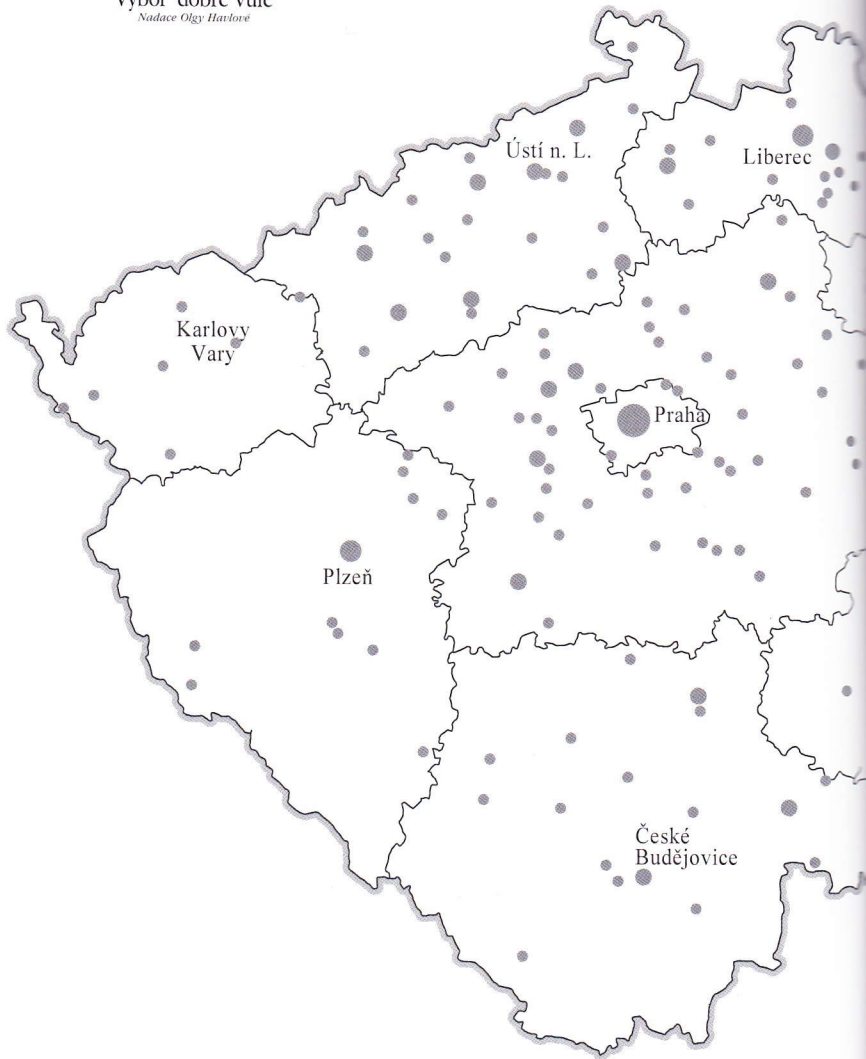 Výbor dobré vůle
Nadace Olgy Havlové
Ústí n. L.
Liberec
Karlovy
Vary
Praha
Plzeň
České
Budějovice